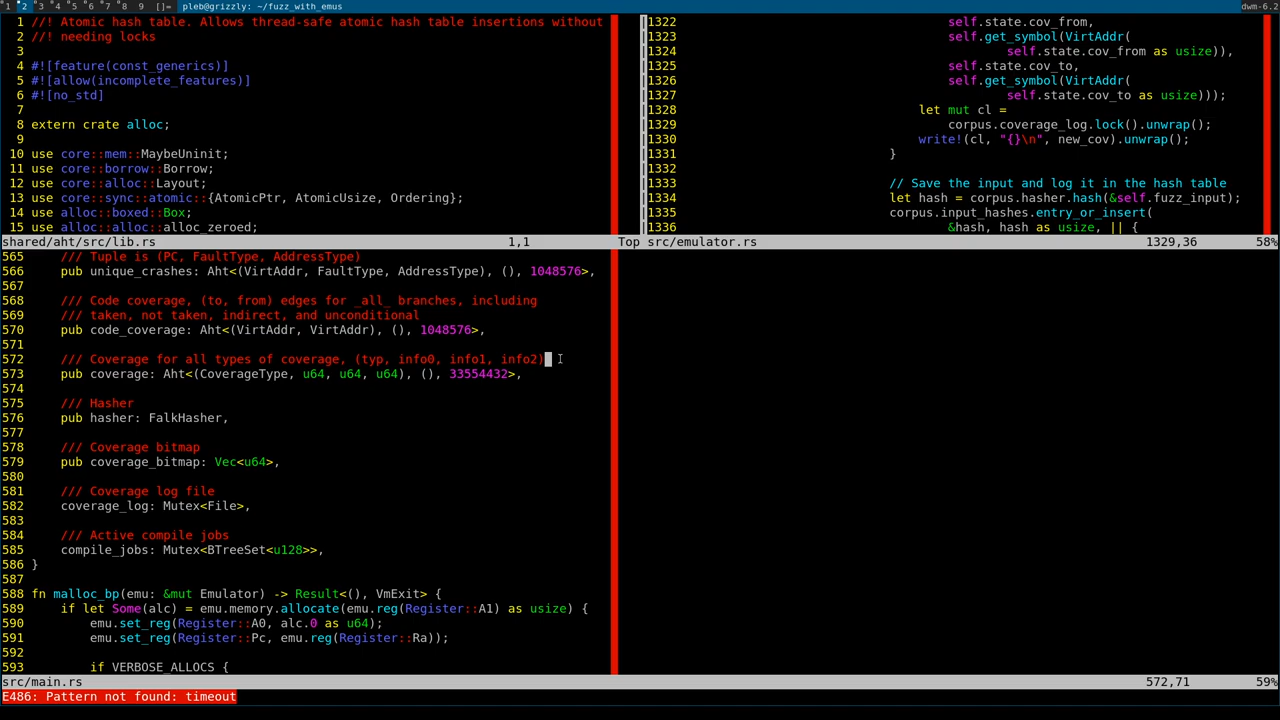 1 2 3 4 5 6 7 8 9 []= pleb@grizzly: ~/fuzz_with_emus dwm-6.2
1 //! Atomic hash table. Allows thread-safe atomic hash table insertions without
2 //! needing locks
3
4 #![feature(const_generics)]
5 #![allow(incomplete_features)]
6 #![no_std]
7
8 extern crate alloc;
9
10 use core::mem::MaybeUninit;
11 use core::borrow::Borrow;
12 use core::alloc::Layout;
13 use core::sync::atomic::{AtomicPtr, AtomicUsize, Ordering};
14 use alloc::boxed::Box;
15 use alloc::alloc::alloc_zeroed;
shared/aht/src/lib.rs 1,1 Top
1322 self.state.cov_from,
1323 self.get_symbol(VirtAddr(
1324 self.state.cov_from as usize)),
1325 self.state.cov_to,
1326 self.get_symbol(VirtAddr(
1327 self.state.cov_to as usize)));
1328 let mut cl =
1329 corpus.coverage_log.lock().unwrap();
1330 write!(cl, "{}\n", new_cov).unwrap();
1331 }
1332
1333 // Save the input and log it in the hash table
1334 let hash = corpus.hasher.hash(&self.fuzz_input);
1335 corpus.input_hashes.entry_or_insert(
1336 &hash, hash as usize, || {
src/emulator.rs 1329,36 58%
565 /// Tuple is (PC, FaultType, AddressType)
566 pub unique_crashes: Aht<(VirtAddr, FaultType, AddressType), (), 1048576>,
567
568 /// Code coverage, (to, from) edges for _all_ branches, including
569 /// taken, not taken, indirect, and unconditional
570 pub code_coverage: Aht<(VirtAddr, VirtAddr), (), 1048576>,
571
572 /// Coverage for all types of coverage, (typ, info0, info1, info2)
573 pub coverage: Aht<(CoverageType, u64, u64, u64), (), 33554432>,
574
575 /// Hasher
576 pub hasher: FalkHasher,
577
578 /// Coverage bitmap
579 pub coverage_bitmap: Vec<u64>,
580
581 /// Coverage log file
582 coverage_log: Mutex<File>,
583
584 /// Active compile jobs
585 compile_jobs: Mutex<BTreeSet<u128>>,
586 }
587
588 fn malloc_bp(emu: &mut Emulator) -> Result<(), VmExit> {
589 if let Some(alc) = emu.memory.allocate(emu.reg(Register::A1) as usize) {
590 emu.set_reg(Register::A0, alc.0 as u64);
591 emu.set_reg(Register::Pc, emu.reg(Register::Ra));
592
593 if VERBOSE_ALLOCS {
src/main.rs 572,71 59%
E486: Pattern not found: timeout